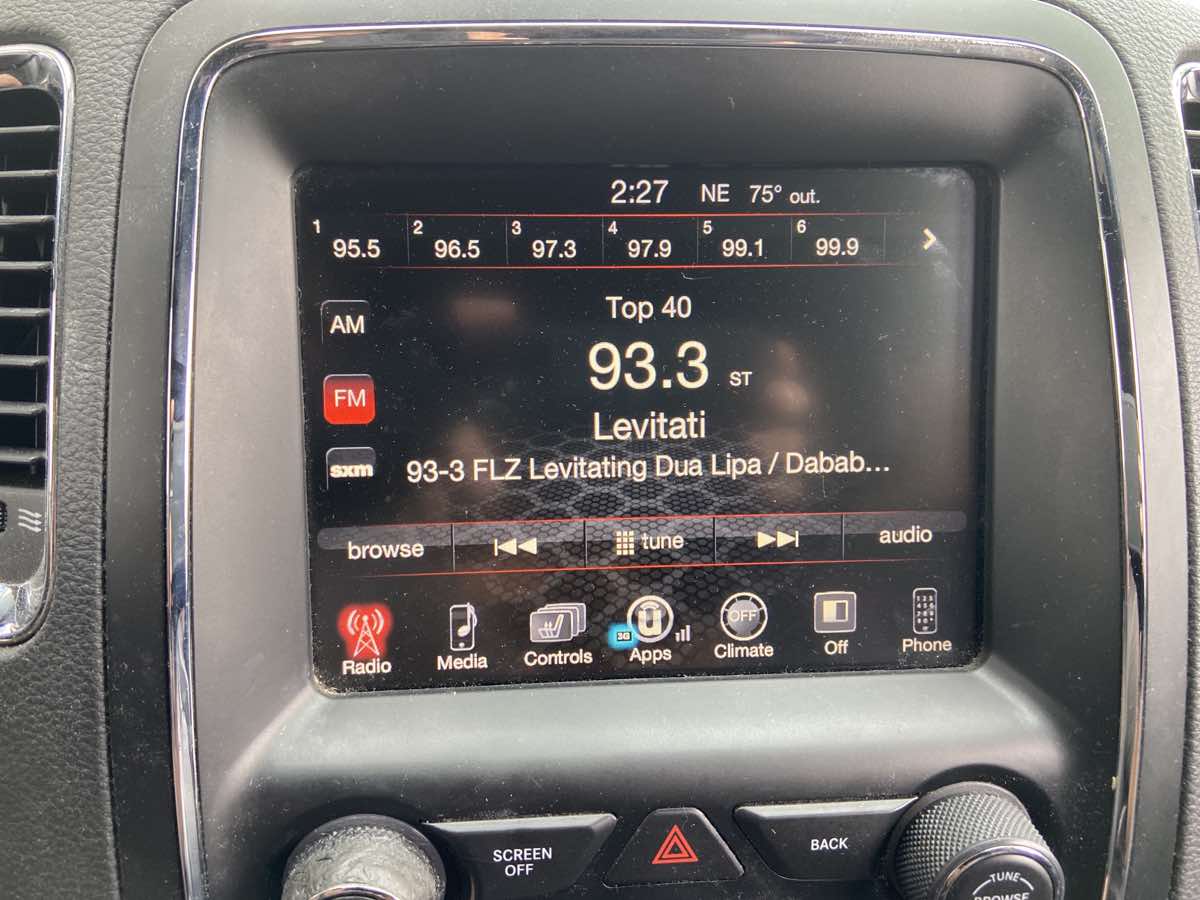 2:27 NE 75° out.
1 95.5 2 96.5 3 97.3 4 97.9 5 99.1 6 99.9
Top 40
AM
93.3 ST
FM
Levitati
sxm
93-3 FLZ Levitating Dua Lipa / Dabab...
browse tune audio
3G OFF
Radio Media Controls Apps Climate Off Phone
SCREEN OFF
BACK
TUNE
BROWSE